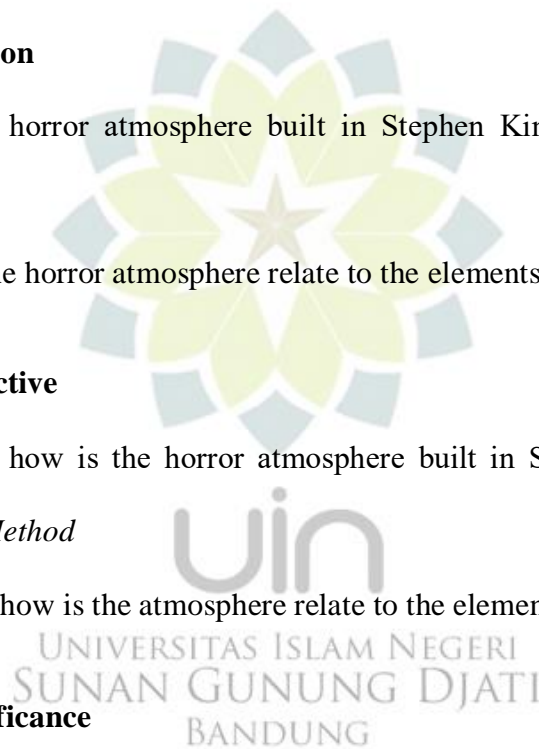 on
horror atmosphere built in Stephen Kin
e horror atmosphere relate to the elements
ctive
how is the horror atmosphere built in S
Method
how is the atmosphere relate to the elemen
ficance
uin
UNIVERSITAS ISLAM NEGERI
SUNAN GUNUNG DJATI
BANDUNG